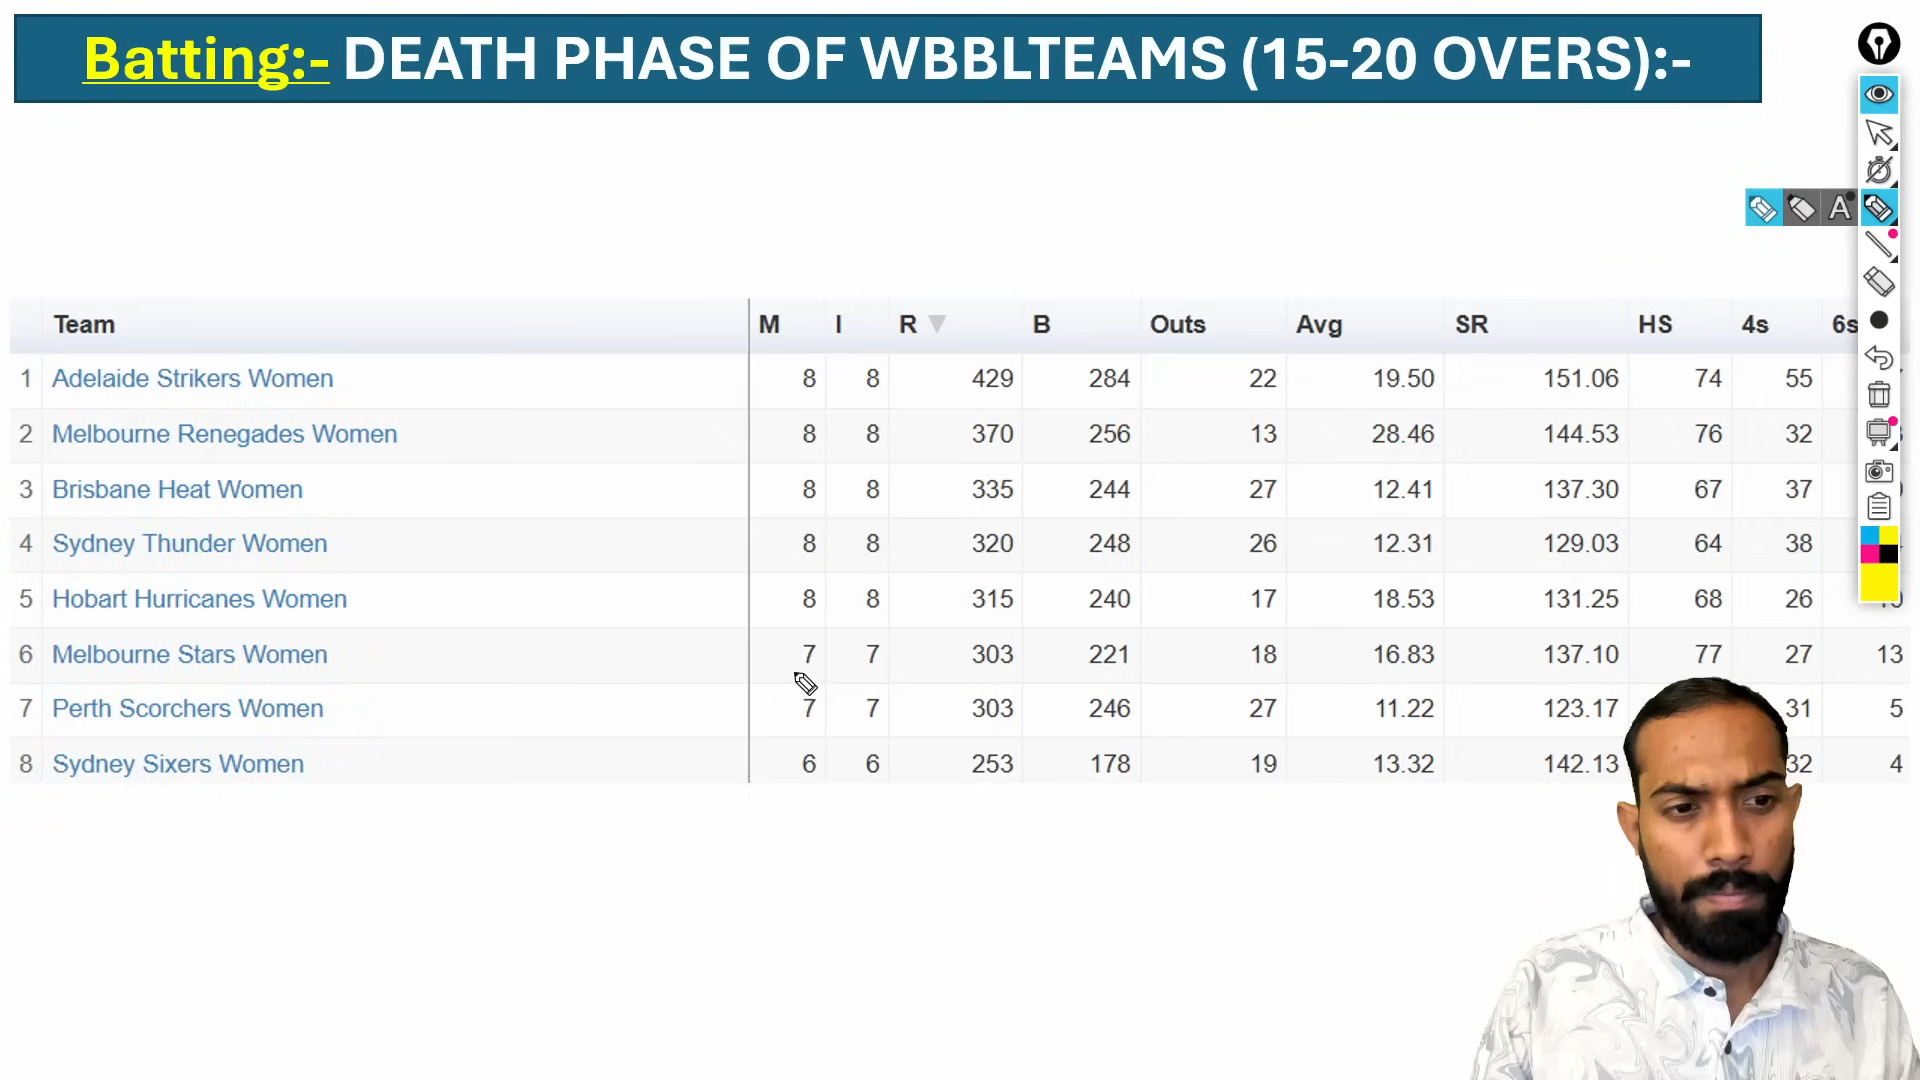 Batting:- DEATH PHASE OF WBBLTEAMS (15-20 OVERS):-
A
Team M I R B Outs Avg SR HS 4s 6s
1 Adelaide Strikers Women 8 8 429 284 22 19.50 151.06 74 55
2 Melbourne Renegades Women 8 8 370 256 13 28.46 144.53 76 32
3 Brisbane Heat Women 8 8 335 244 27 12.41 137.30 67 37
4 Sydney Thunder Women 8 8 320 248 26 12.31 129.03 64 38
5 Hobart Hurricanes Women 8 8 315 240 17 18.53 131.25 68 26
6 Melbourne Stars Women 7 7 303 221 18 16.83 137.10 77 27 13
7 Perth Scorchers Women 7 7 303 246 27 11.22 123.17 31 5
8 Sydney Sixers Women 6 6 253 178 19 13.32 142.13 32 4